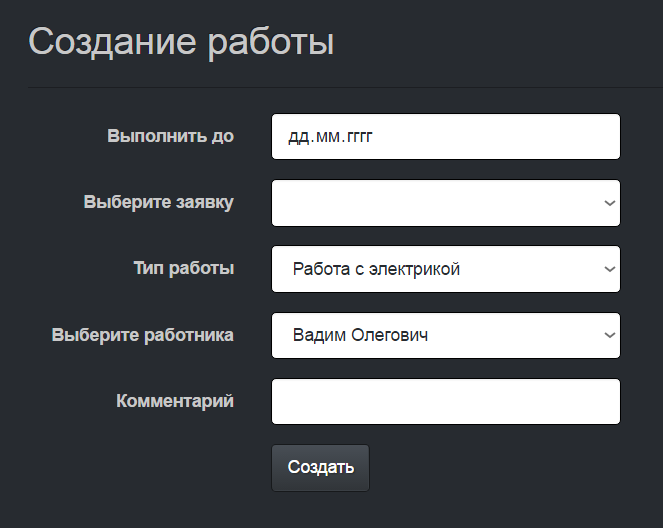 Создание работы
Выполнить до дд.мм.гггг
Выберите заявку
Тип работы Работа с электрикой
Выберите работника Вадим Олегович
Комментарий
Создать